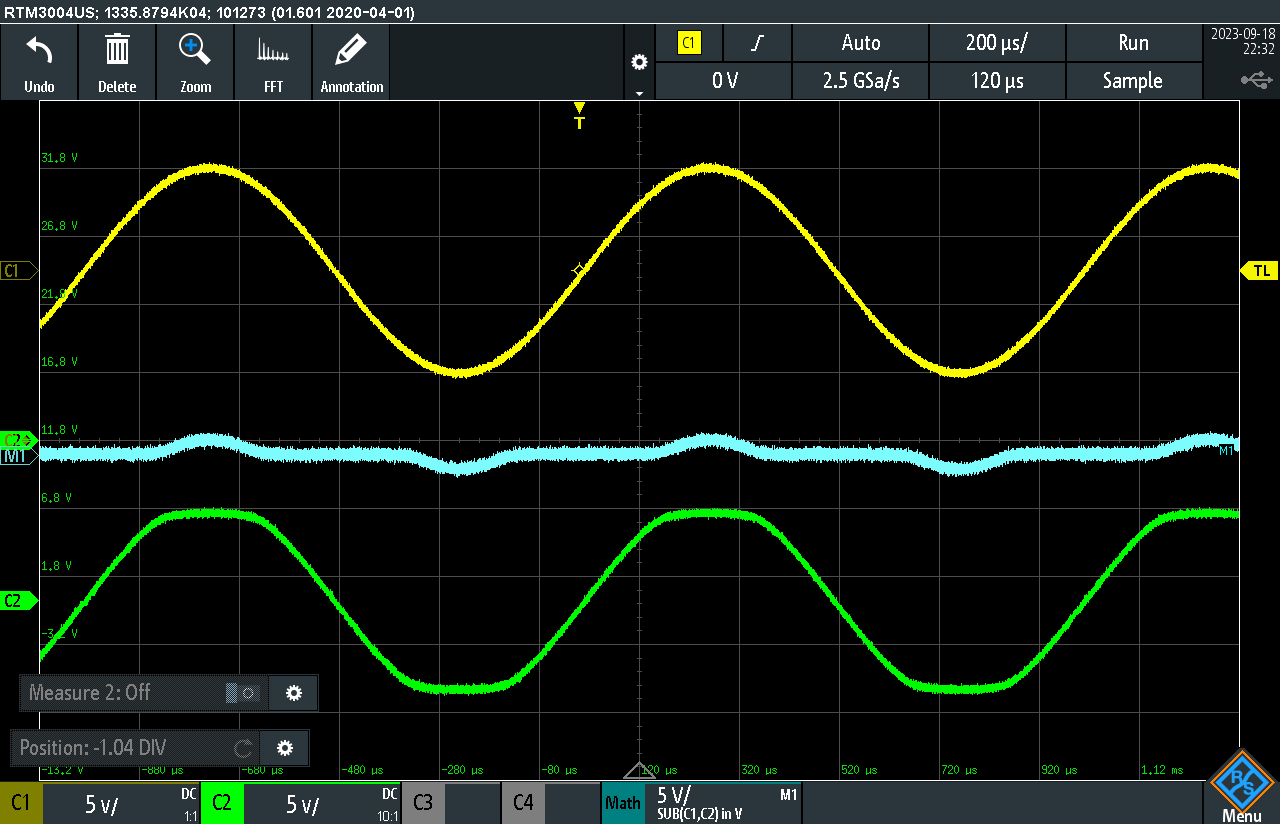 RTM3004US; 1335.8794K04; 101273 (01.601 2020-04-01)
Undo
Delete
Zoom
FFT
Annotation
C1
Auto
200 µs/
Run
0 V
2.5 GSa/s
120 µs
Sample
2023-09-18
22:32
T
31,8 V
26,8 V
C1
TL
21,8 V
16,8 V
11,8 V
C2
M1
M1
6,8 V
1,8 V
C2
-3,2 V
Measure 2: Off
Position: -1.04 DIV
-13,2 V
-880 µs
-680 µs
-480 µs
-280 µs
-80 µs
120 µs
320 µs
520 µs
720 µs
920 µs
1,12 ms
C1
5 V/
DC
1:1
C2
5 V/
DC
10:1
C3
C4
Math
5 V/
M1
SUB(C1,C2) in V
R&S
Menu